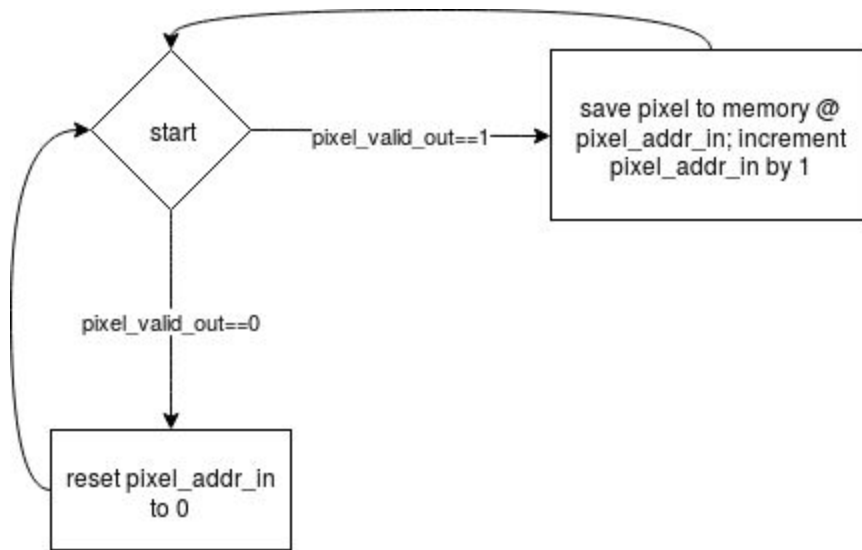 start
pixel_valid_out==1
save pixel to memory @
pixel_addr_in; increment
pixel_addr_in by 1
pixel_valid_out==0
reset pixel_addr_in
to 0